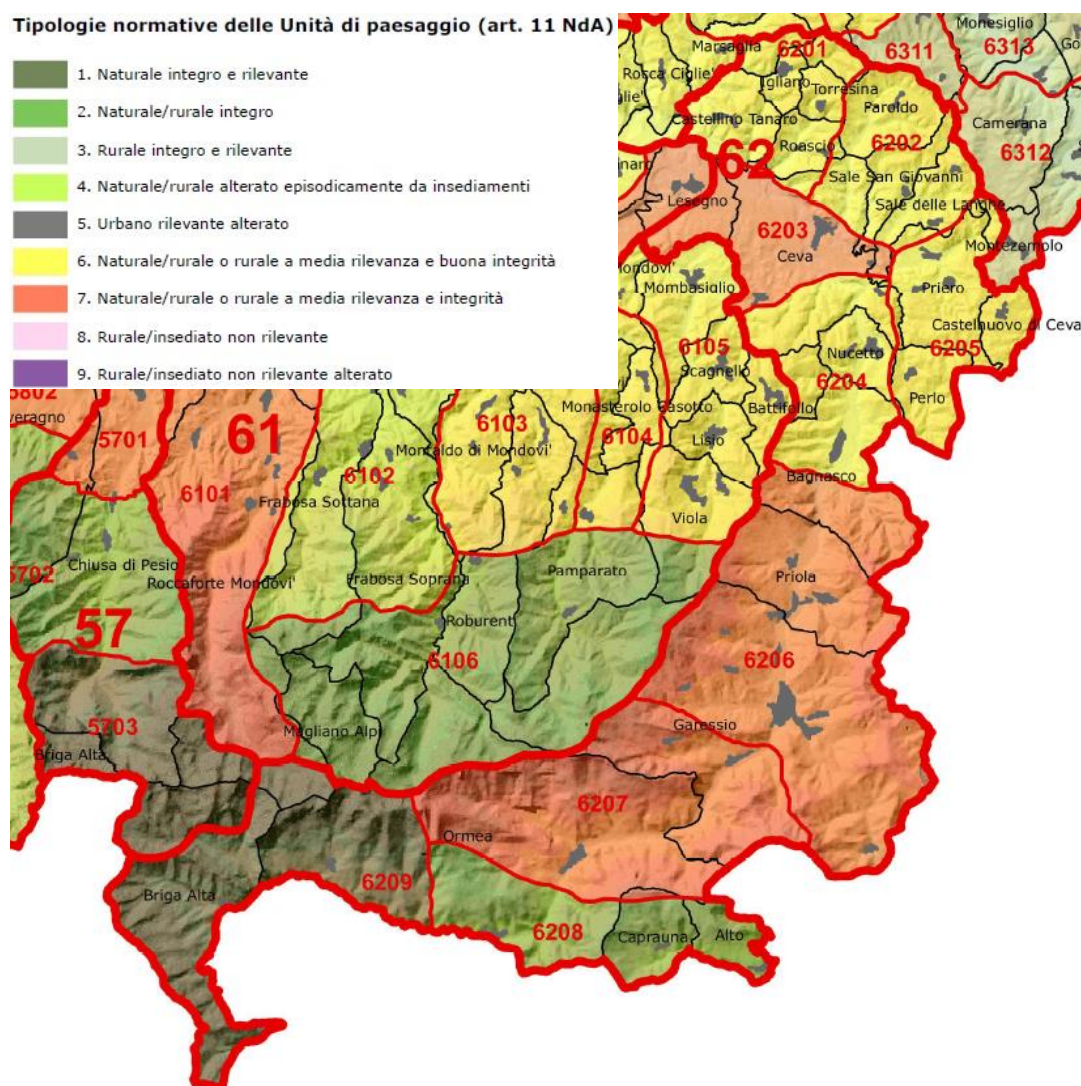 Tipologie normative delle Unità di paesaggio (art. 11 NdA)
1. Naturale integro e rilevante
2. Naturale/rurale integro
3. Rurale integro e rilevante
4. Naturale/rurale alterato episodicamente da insediamenti
5. Urbano rilevante alterato
6. Naturale/rurale o rurale a media rilevanza e buona integrità
7. Naturale/rurale o rurale a media rilevanza e integrità
8. Rurale/insediato non rilevante
9. Rurale/insediato non rilevante alterato
Monesiglio
Marsaglia
6201
6311
6313
Rocca Ciglie'
Igliano
Torresina
Paroldo
Castellino Tanaro
Camerana
6202
6312
Roascio
62
Sale San Giovanni
Lesegno
Sale delle Langhe
6203
Montezemolo
Ceva
Mombasiglio
Priero
Castelnuovo di Ceva
6105
Nucetto
6205
Scagnello
6204
Perlo
Battifollo
Monasterolo Casotto
6103
6104
Lisio
Montaldo di Mondovi'
5701
61
6101
6102
Frabosa Sottana
Bagnasco
Viola
Chiusa di Pesio
Roccaforte Mondovi'
Frabosa Soprana
Pamparato
Priola
57
Roburent
6106
6206
5703
Magliano Alpi
Garessio
Briga Alta
6207
Ormea
6209
Briga Alta
6208
Caprauna
Alto